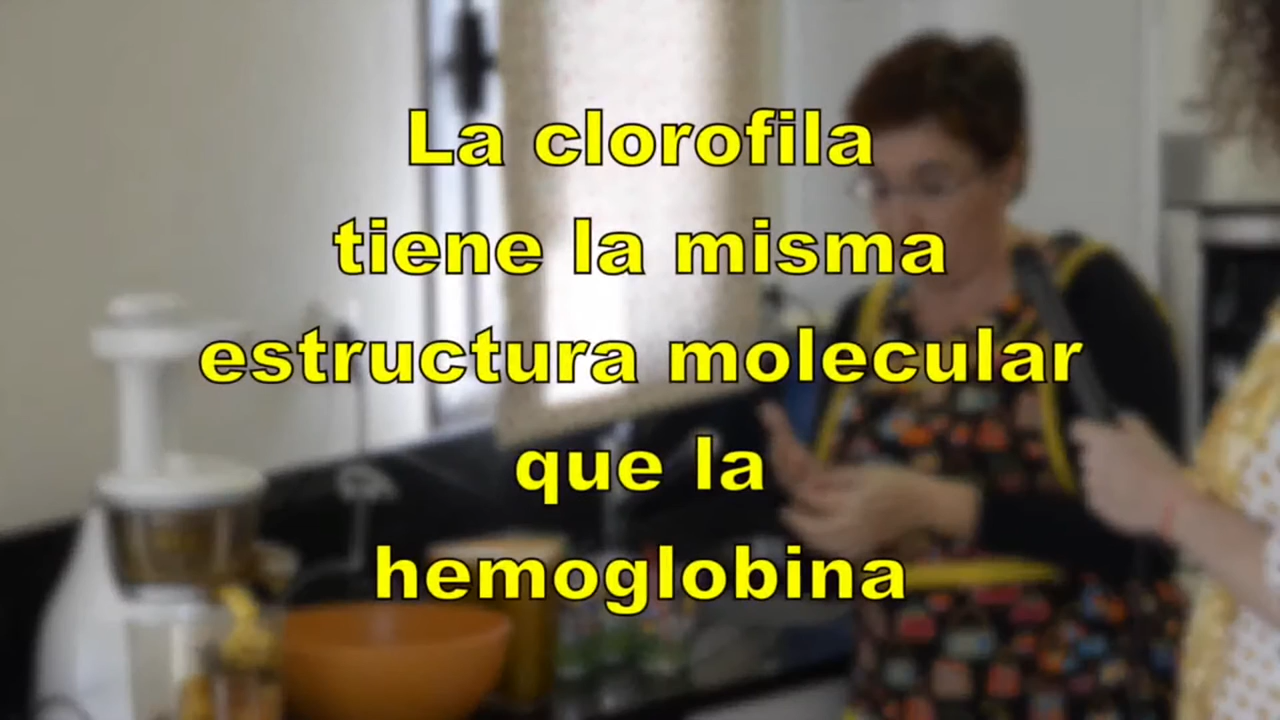 La clorofila
tiene la misma
estructura molecular
que la
hemoglobina